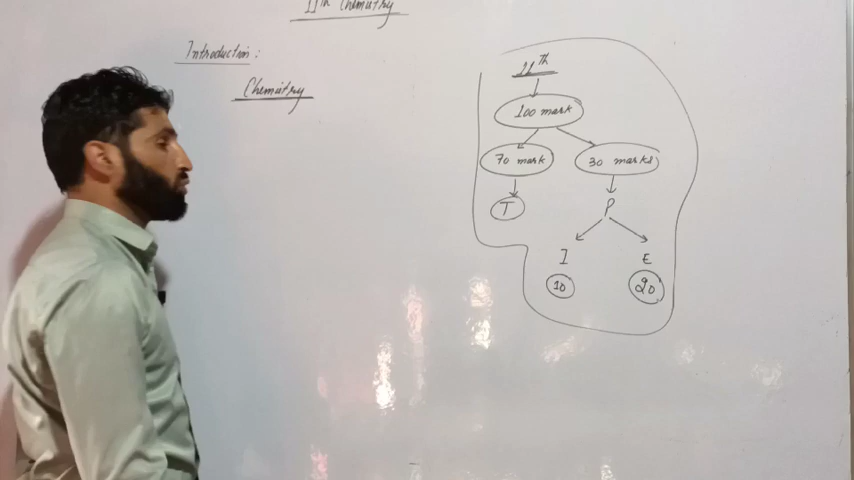 11th Chemistry
Introduction:
Chemistry
11th
100 mark
70 mark
30 marks
T
P
I
E
10
20